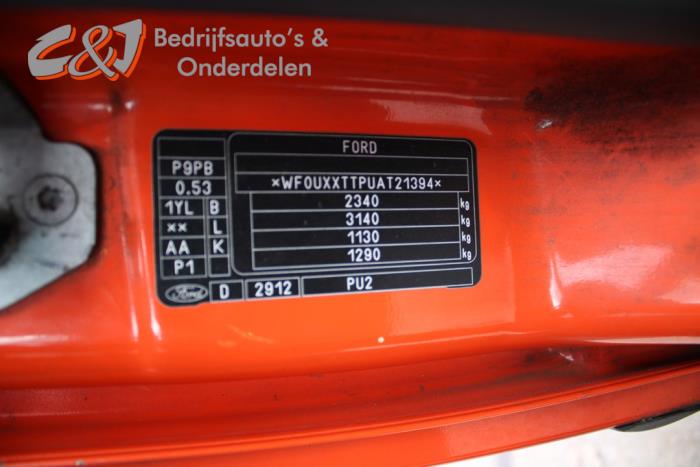 C&J Bedrijfsauto's &
Onderdelen
FORD
P9PB
0.53
*WF0UXXTTPUAT21394*
1YL B
2340 kg
** L
3140 kg
AA K
1130 kg
P1
1290 kg
Ford D 2912 PU2